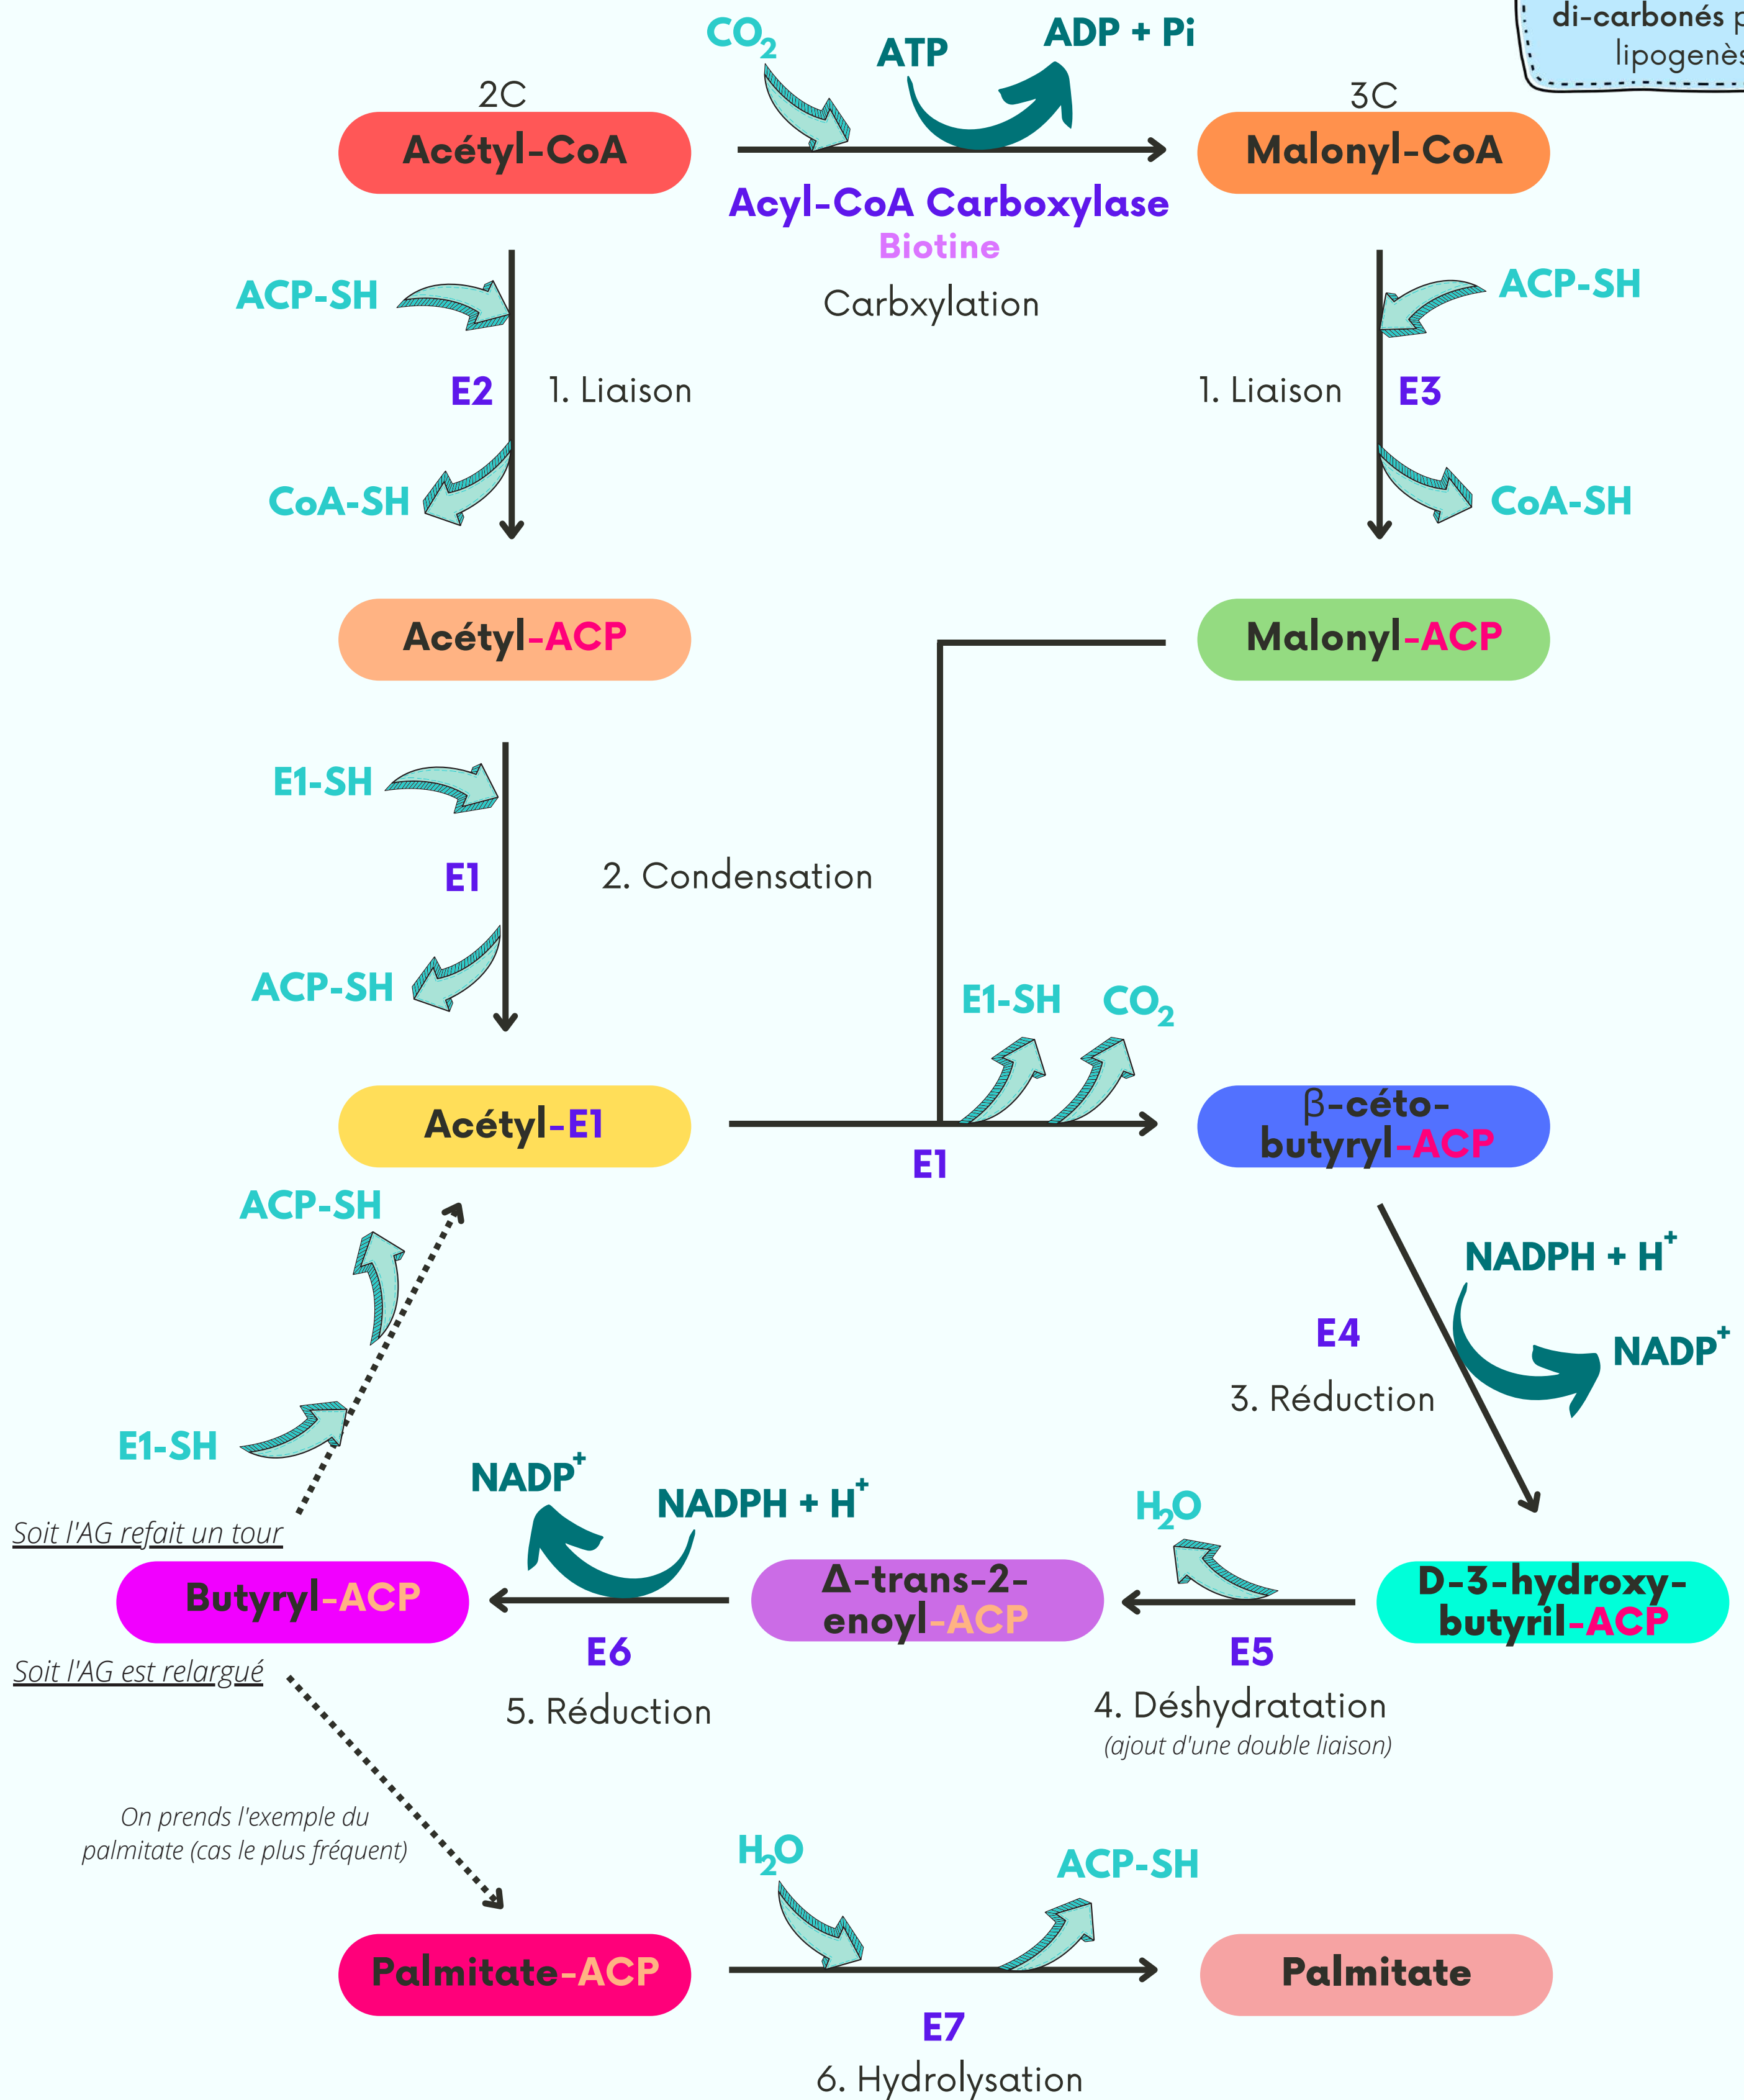 di-carbonés
CO2
ATP
ADP + Pi
2C
3C
Acétyl-CoA
Malonyl-CoA
Acyl-CoA Carboxylase
Biotine
Carbxylation
ACP-SH
ACP-SH
E2
1. Liaison
1. Liaison
E3
CoA-SH
CoA-SH
Acétyl-ACP
Malonyl-ACP
E1-SH
E1
2. Condensation
ACP-SH
E1-SH
CO2
Acétyl-E1
β-céto-
butyryl-ACP
E1
ACP-SH
NADPH + H+
E4
NADP+
3. Réduction
E1-SH
NADP+
NADPH + H+
H2O
Soit l'AG refait un tour
Butyryl-ACP
Δ-trans-2-
enoyl-ACP
D-3-hydroxy-
butyril-ACP
E6
E5
Soit l'AG est relargué
5. Réduction
4. Déshydratation
(ajout d'une double liaison)
On prends l'exemple du
palmitate (cas le plus fréquent)
H2O
ACP-SH
Palmitate-ACP
Palmitate
E7
6. Hydrolysation